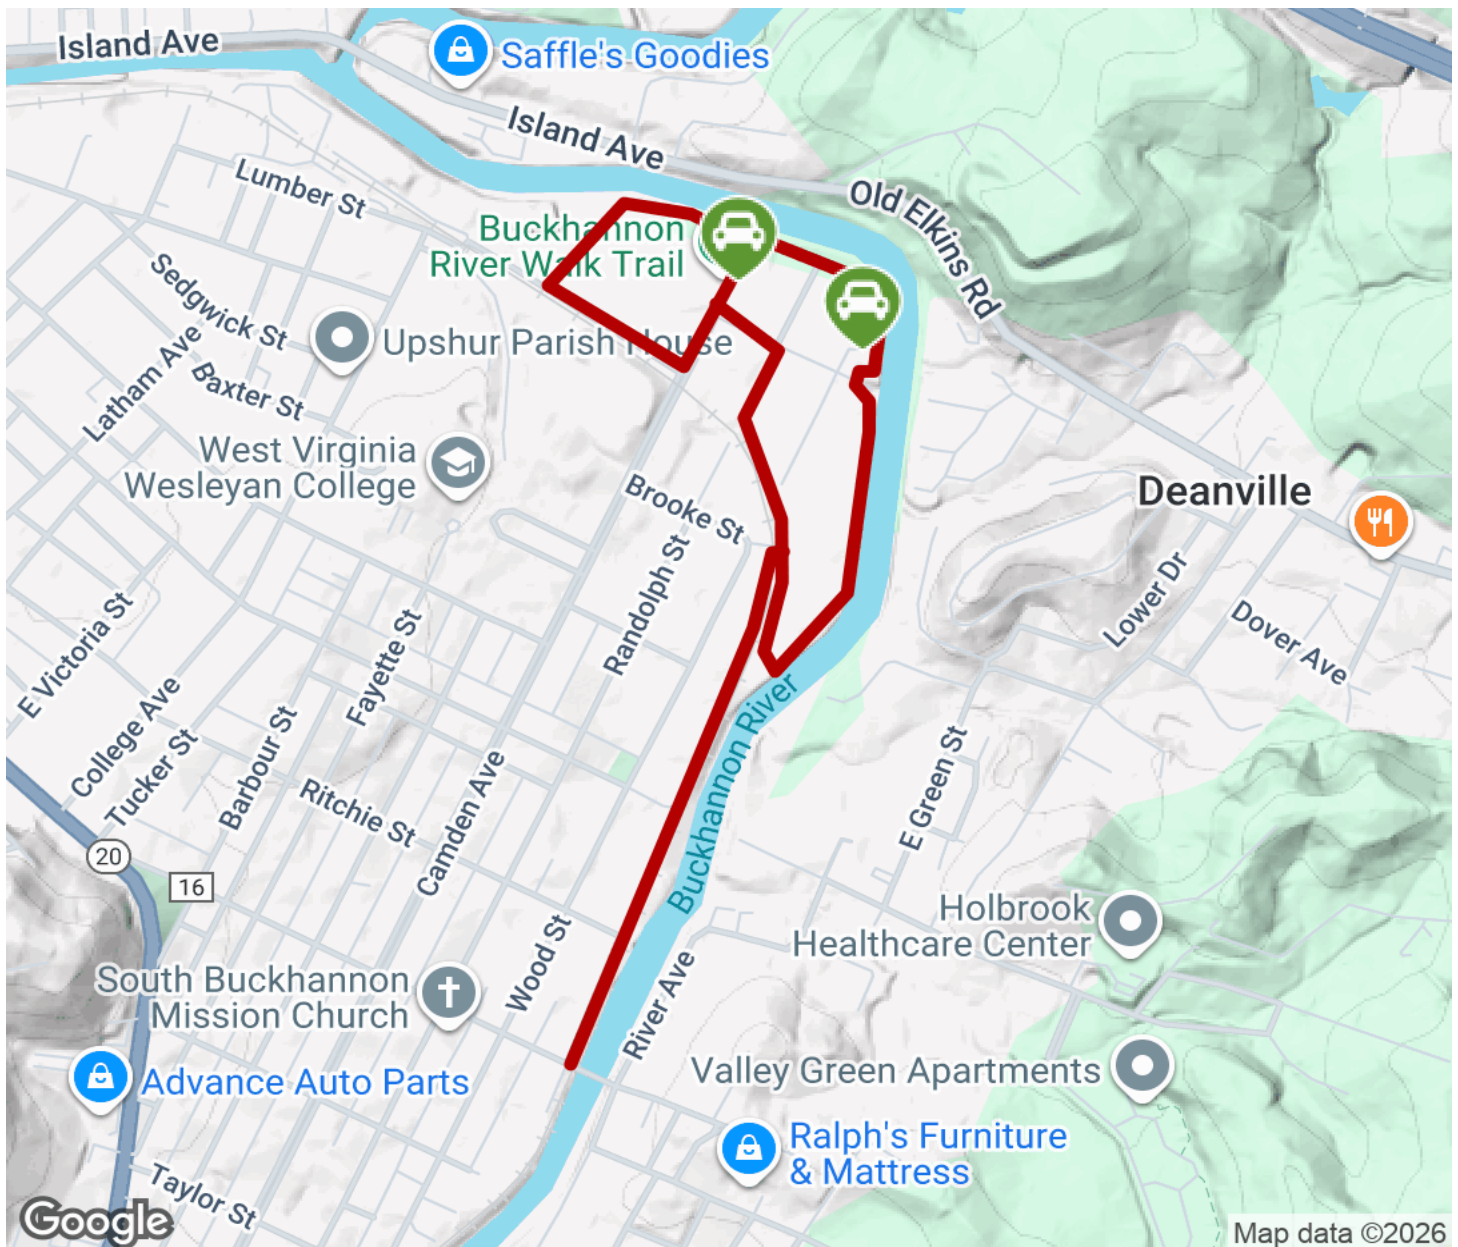 Island Ave
Saffle's Goodies
Island Ave
Old Elkins Rd
Lumber St
Buckhannon
River Walk Trail
Sedgwick St
Upshur Parish House
Latham Ave
Baxter St
West Virginia
Wesleyan College
Brooke St
Deanville
Randolph St
Lower Dr
Dover Ave
E Victoria St
Fayette St
College Ave
Tucker St
Barbour St
Buckhannon River
E Green St
Ritchie St
Camden Ave
20
16
Holbrook
Healthcare Center
Wood St
River Ave
South Buckhannon
Mission Church
Valley Green Apartments
Advance Auto Parts
Ralph's Furniture
& Mattress
Taylor St
Google
Map data ©2026